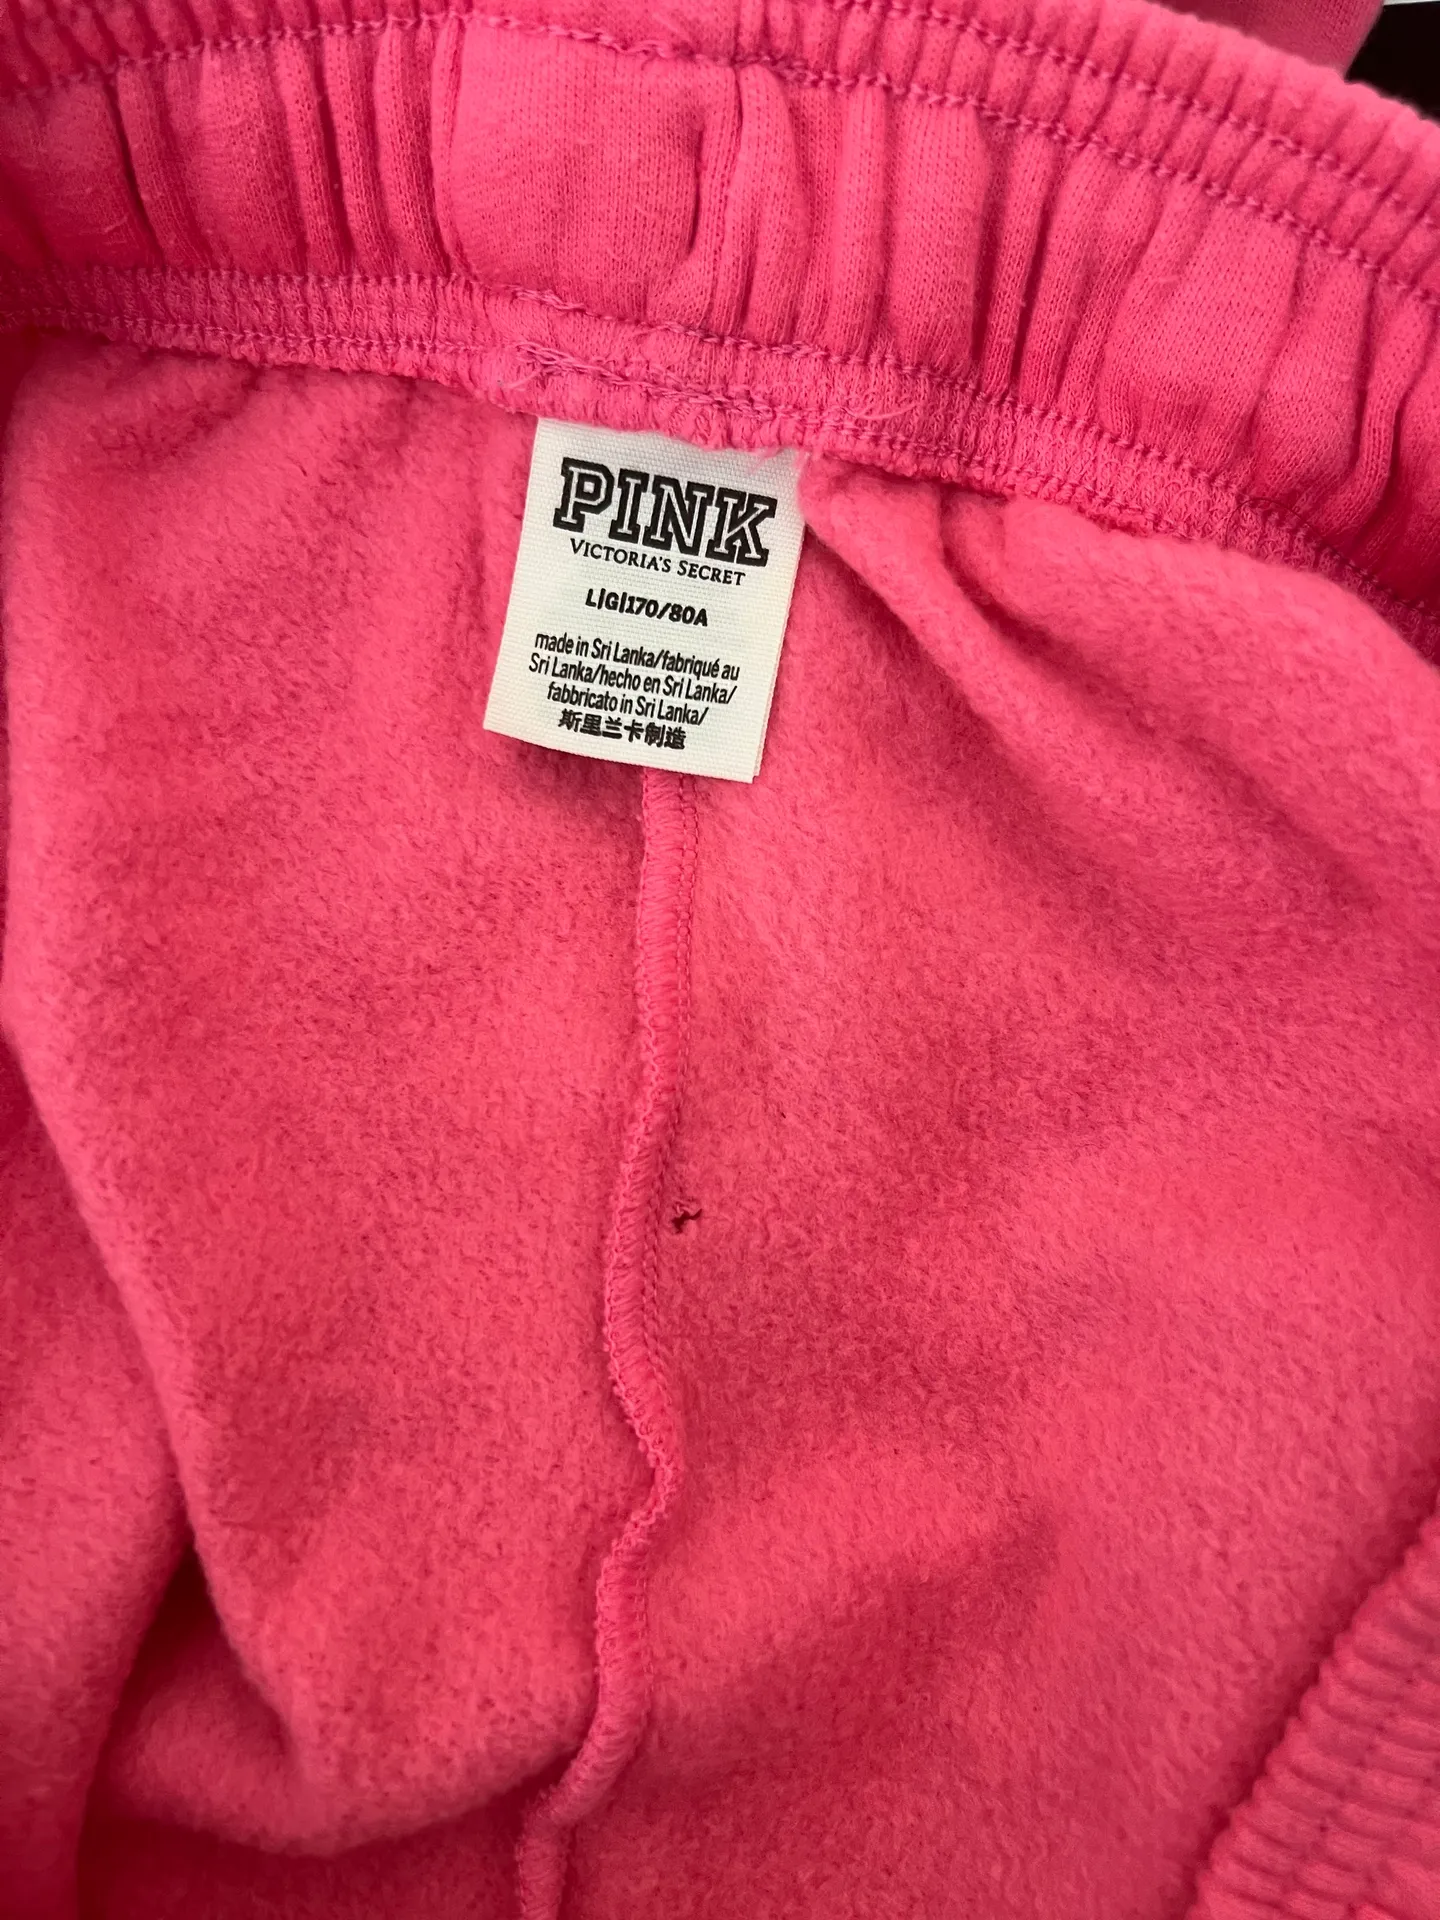 PINK
VICTORIA'S SECRET
L|G|170/80A
made in Sri Lanka/fabriqué au
Sri Lanka/hecho en Sri Lanka/
fabbricato in Sri Lanka/
斯里兰卡制造